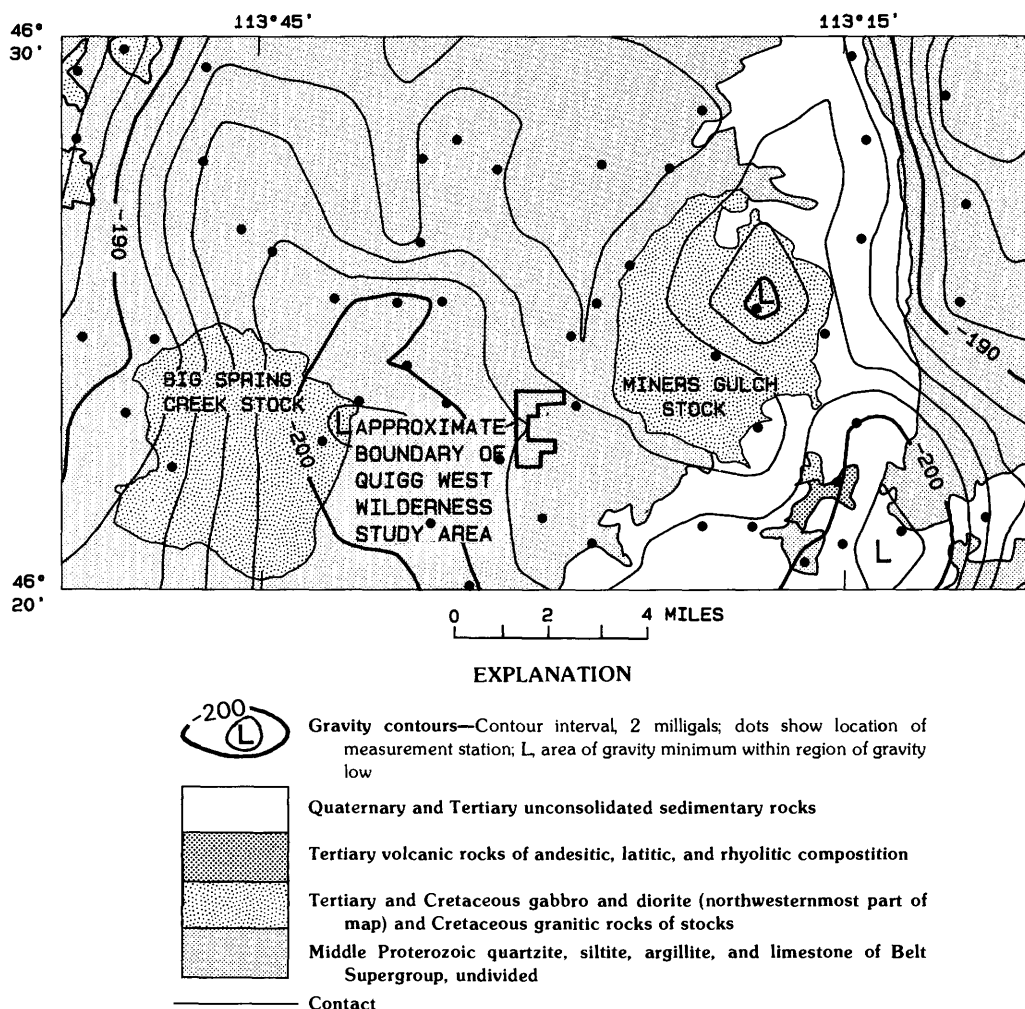 113°45' 113°15'
46°
30'
-190
-190
L
BIG SPRING
CREEK STOCK
MINERS GULCH
STOCK
L
-200
APPROXIMATE
BOUNDARY OF
QUIGG WEST
WILDERNESS
STUDY AREA
-200
L
46°
20'
0 2 4 MILES
EXPLANATION
-200
L
Gravity contours—Contour interval, 2 milligals; dots show location of
measurement station; L, area of gravity minimum within region of gravity
low
Quaternary and Tertiary unconsolidated sedimentary rocks
Tertiary volcanic rocks of andesitic, latitic, and rhyolitic compostition
Tertiary and Cretaceous gabbro and diorite (northwesternmost part of
map) and Cretaceous granitic rocks of stocks
Middle Proterozoic quartzite, siltite, argillite, and limestone of Belt
Supergroup, undivided
Contact